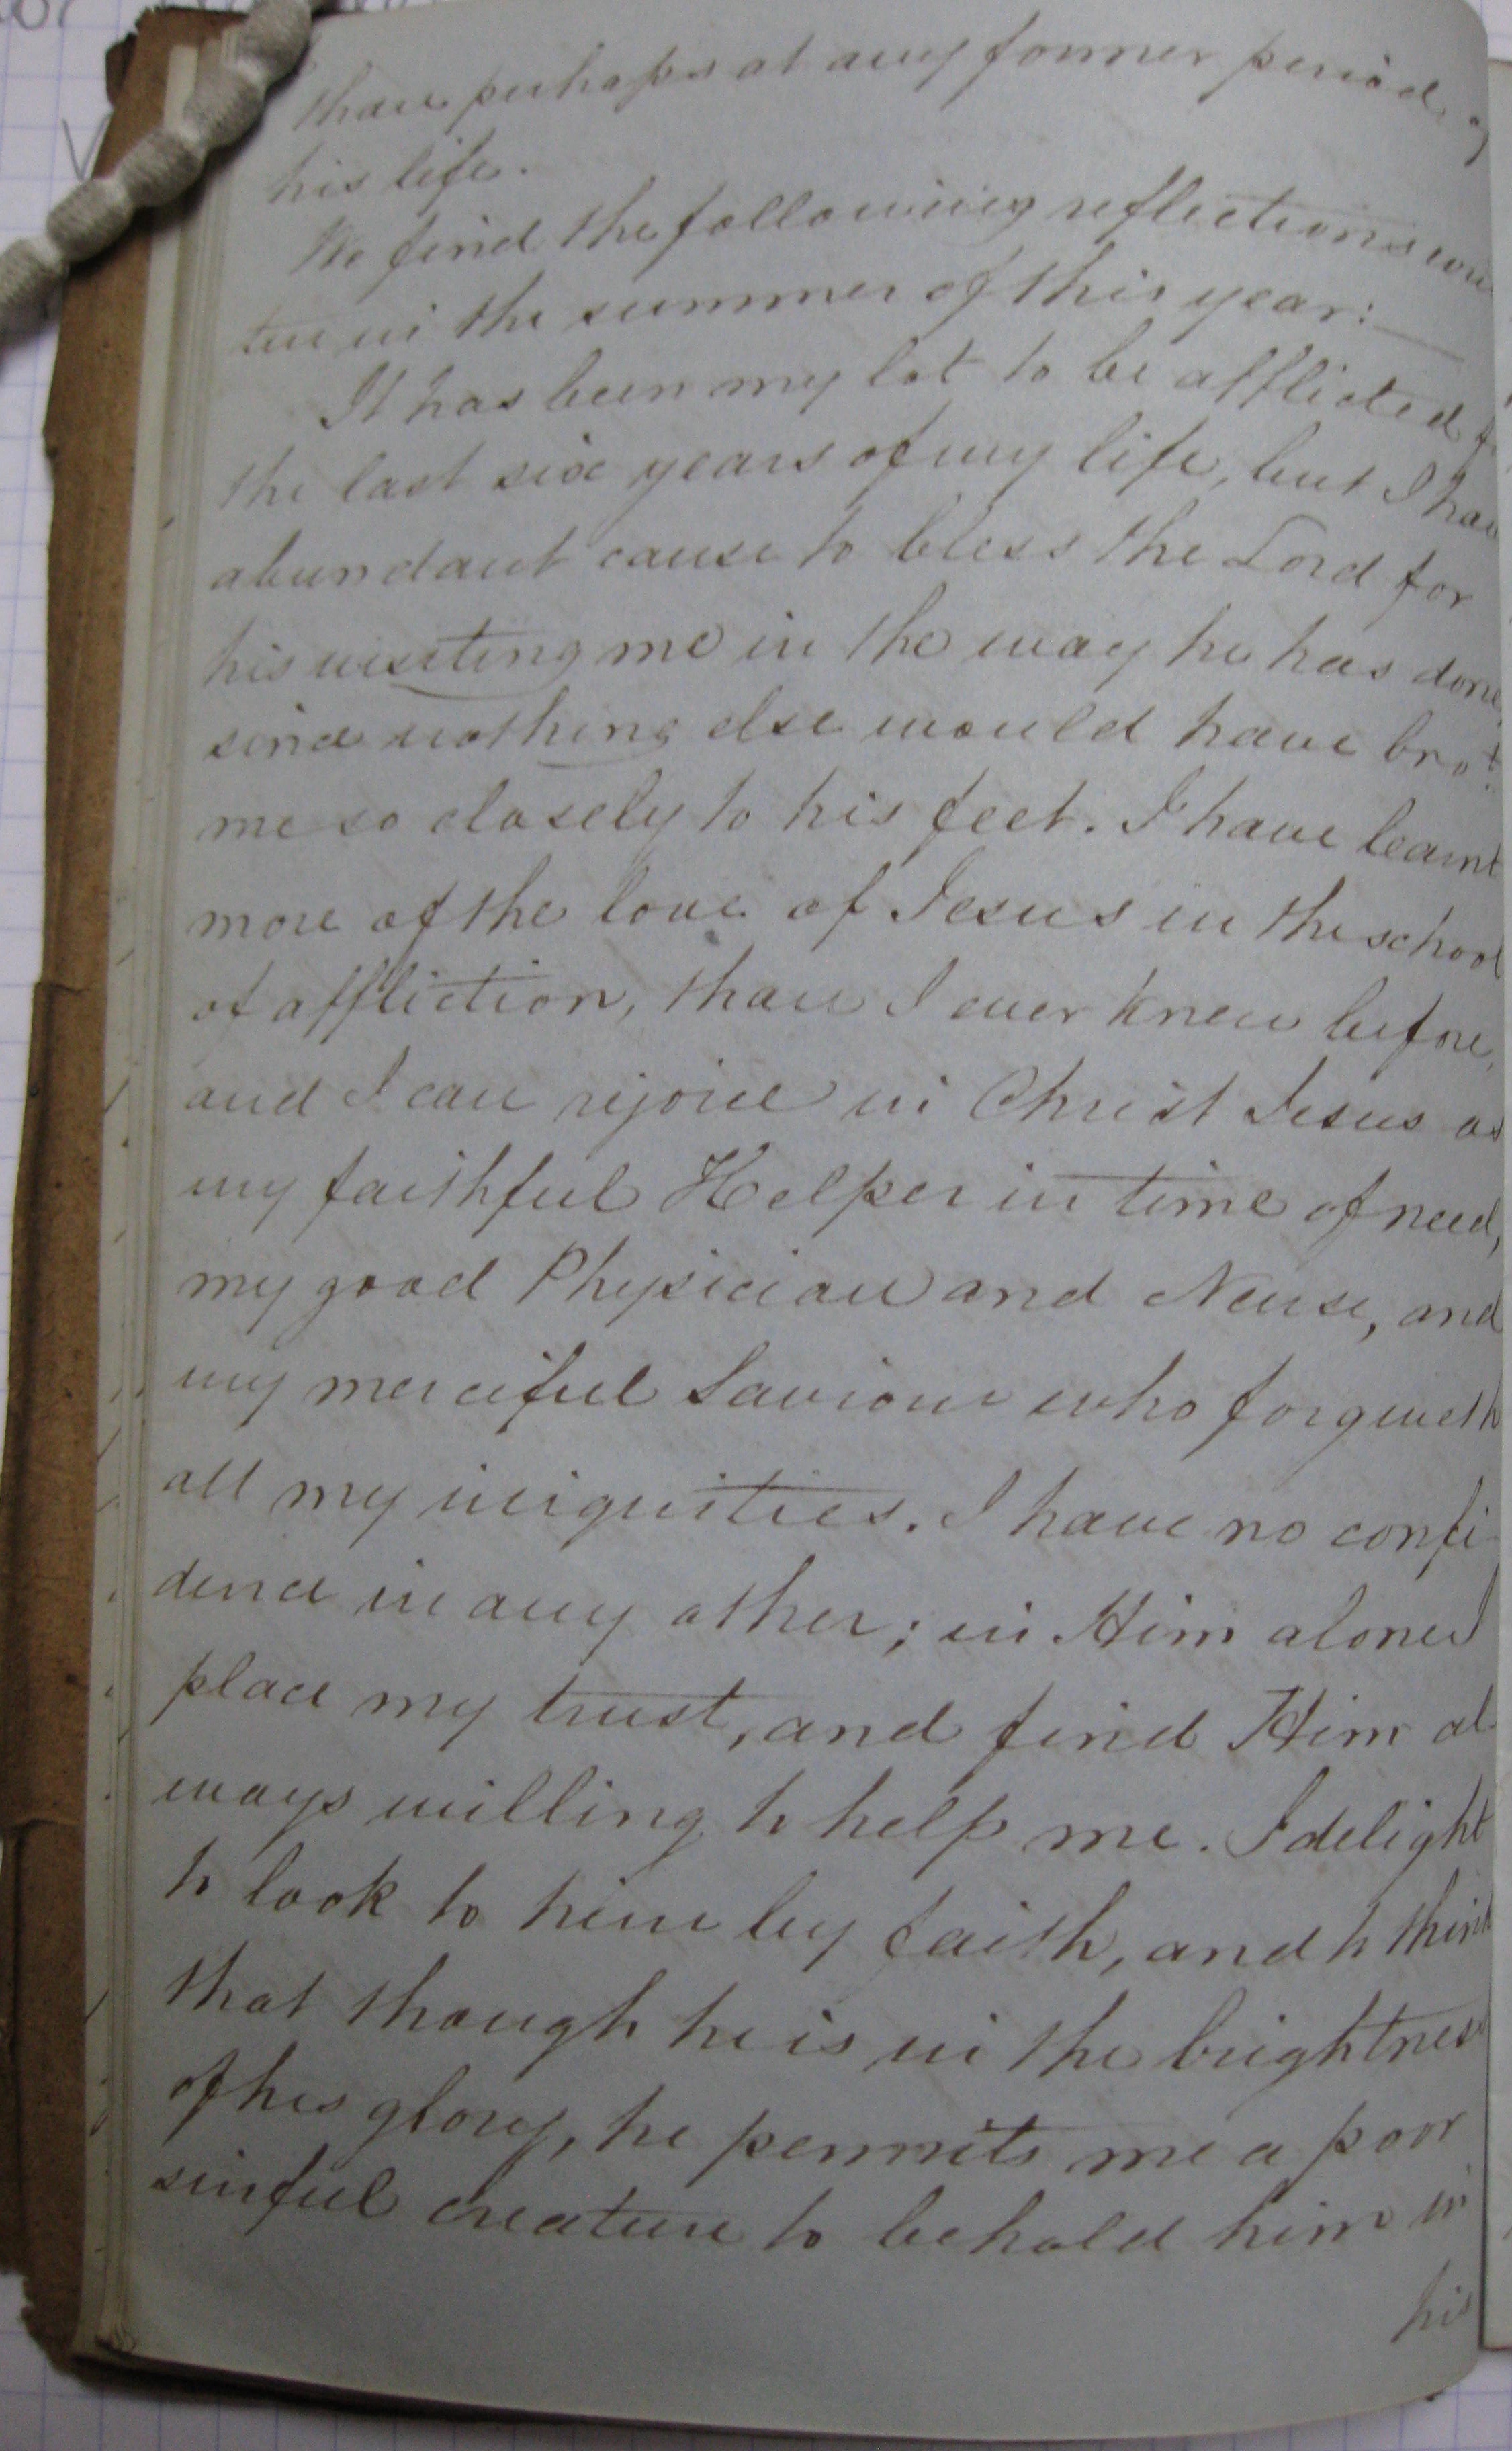 than perhaps at any former period of
his life.
We find the following reflections writ
ten in the summer of this year:—
It has been my lot to be afflicted
the last six years of my life, but I have
abundant cause to bless the Lord for
his visiting me in the way he has done,
since nothing else would have bro't
me so closely to his feet. I have learnt
more of the love of Jesus in the school
of affliction, than I ever knew before,
and I can rejoice in Christ Jesus as
my faithful Helper in time of need,
my good Physician and Nurse, and
my merciful Saviour who forgiveth
all my iniquities. I have no confi
dence in any other; in Him alone I
place my trust, and find Him al
ways willing to help me. I delight
to look to him by faith, and to think
that though he is in the brightness
of his glory, he permits me a poor
sinful creature to behold him in
his